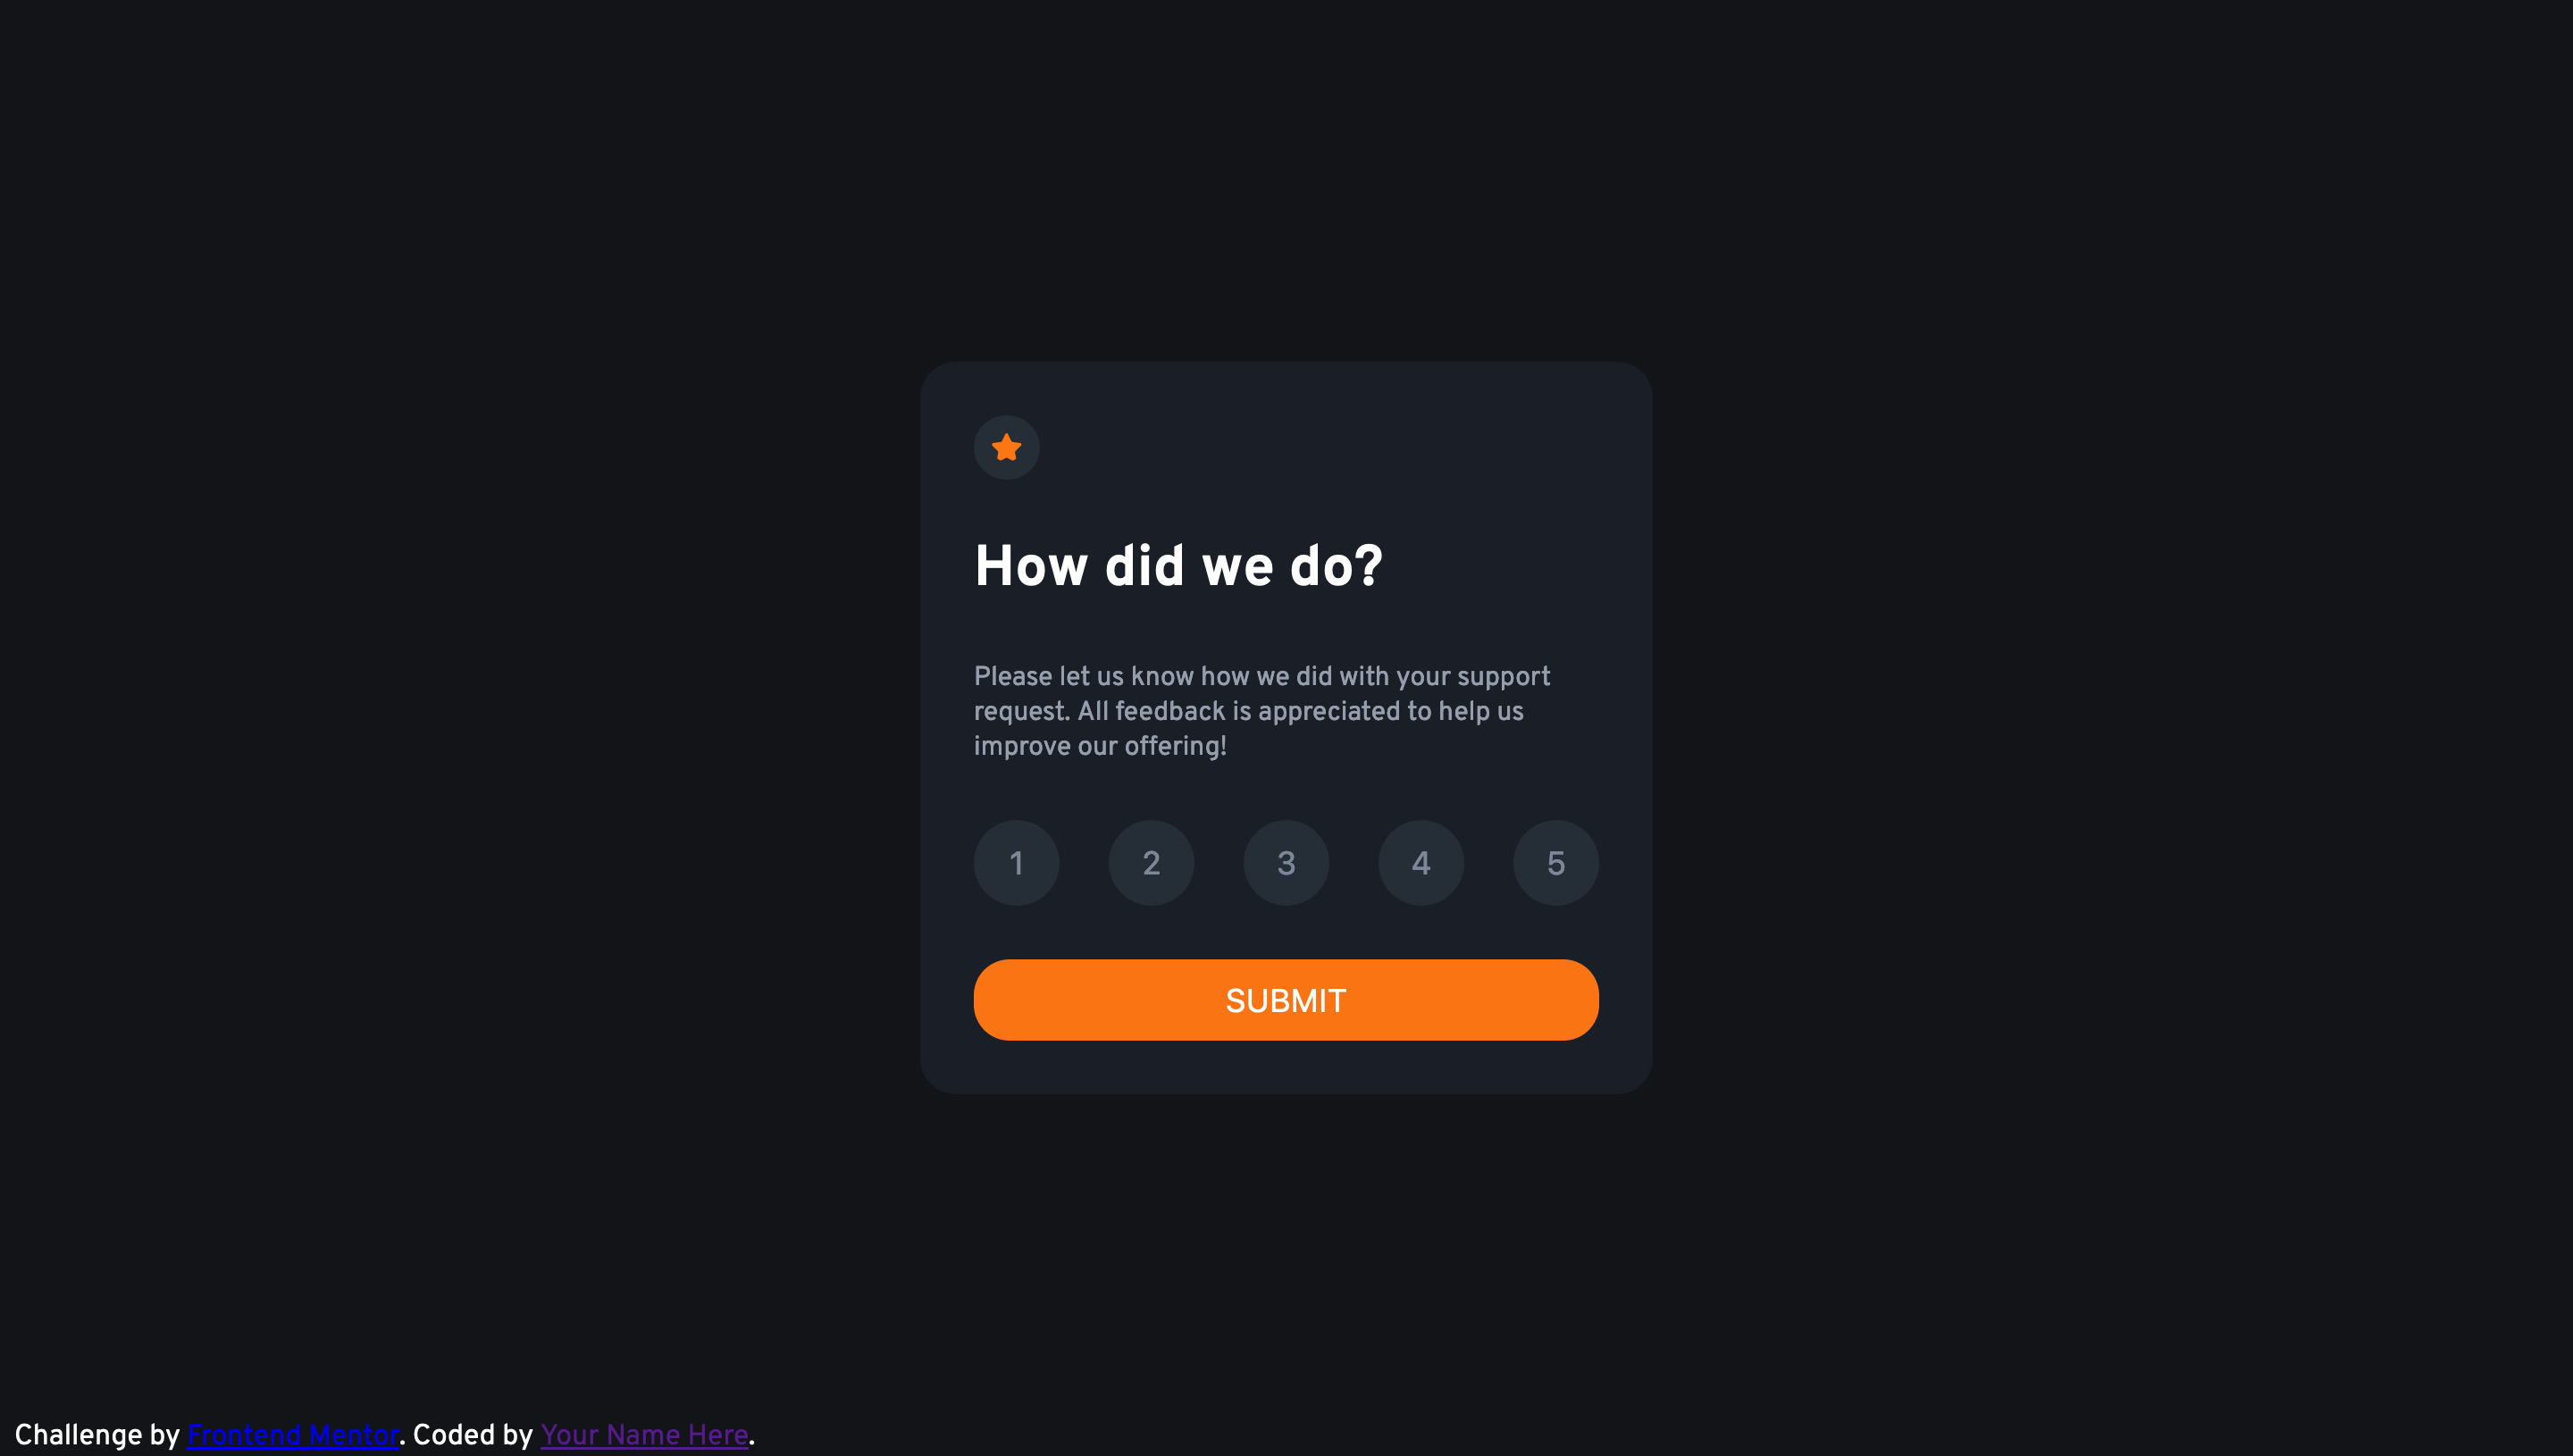 How did we do?
Please let us know how we did with your support
request. All feedback is appreciated to help us
improve our offering!
1 2 3 4 5
SUBMIT
Challenge by Frontend Mentor. Coded by Your Name Here.